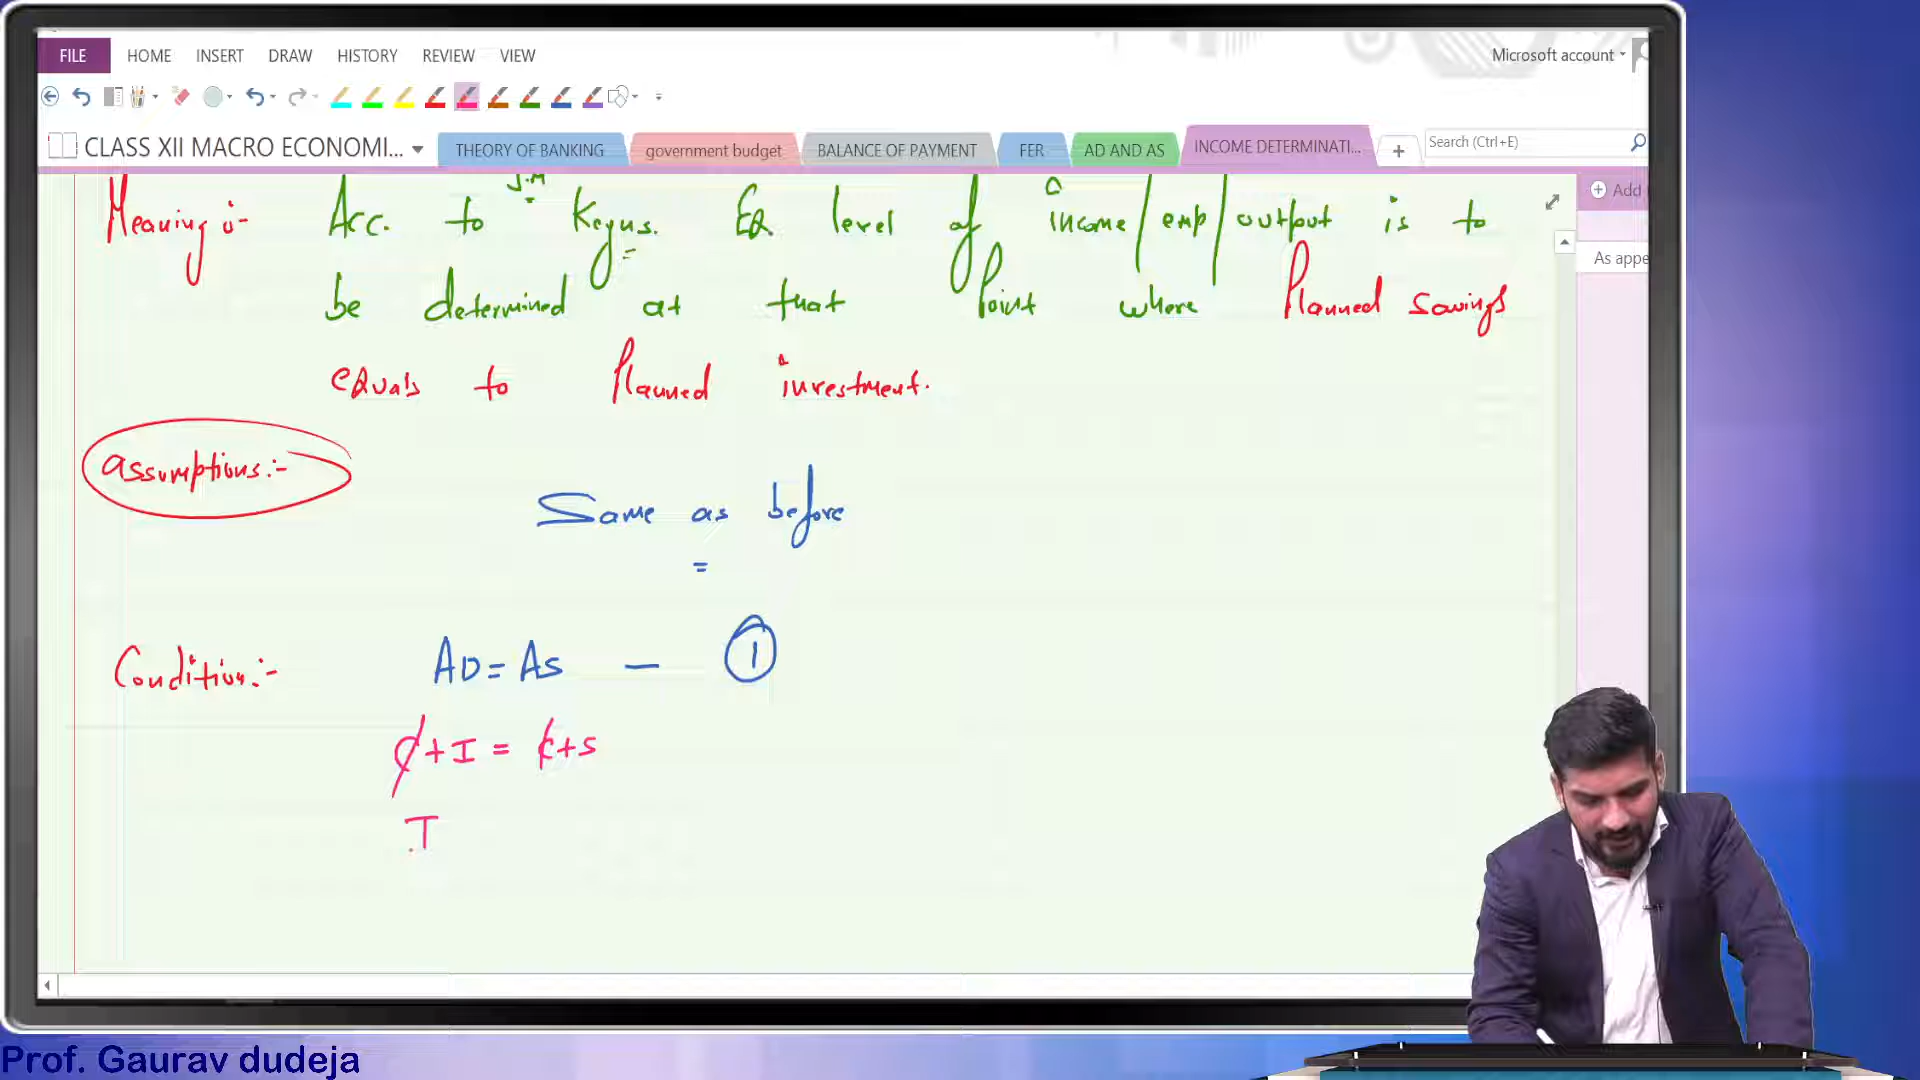 FILE HOME INSERT DRAW HISTORY REVIEW VIEW Microsoft account
CLASS XII MACRO ECONOMI... THEORY OF BANKING government budget BALANCE OF PAYMENT FER AD AND AS INCOME DETERMINATI... + Search (Ctrl+E)
+ Add
As appe
J.M
Meaning :- Acc. to Keyns. EQ level of income/emp/output is to
be determined at that Point where Planned savings
equals to Planned investment.
Assumptions:-
Same as before
=
Condition:- AD = AS — 1
C+I = C+S
I
Prof. Gaurav dudeja